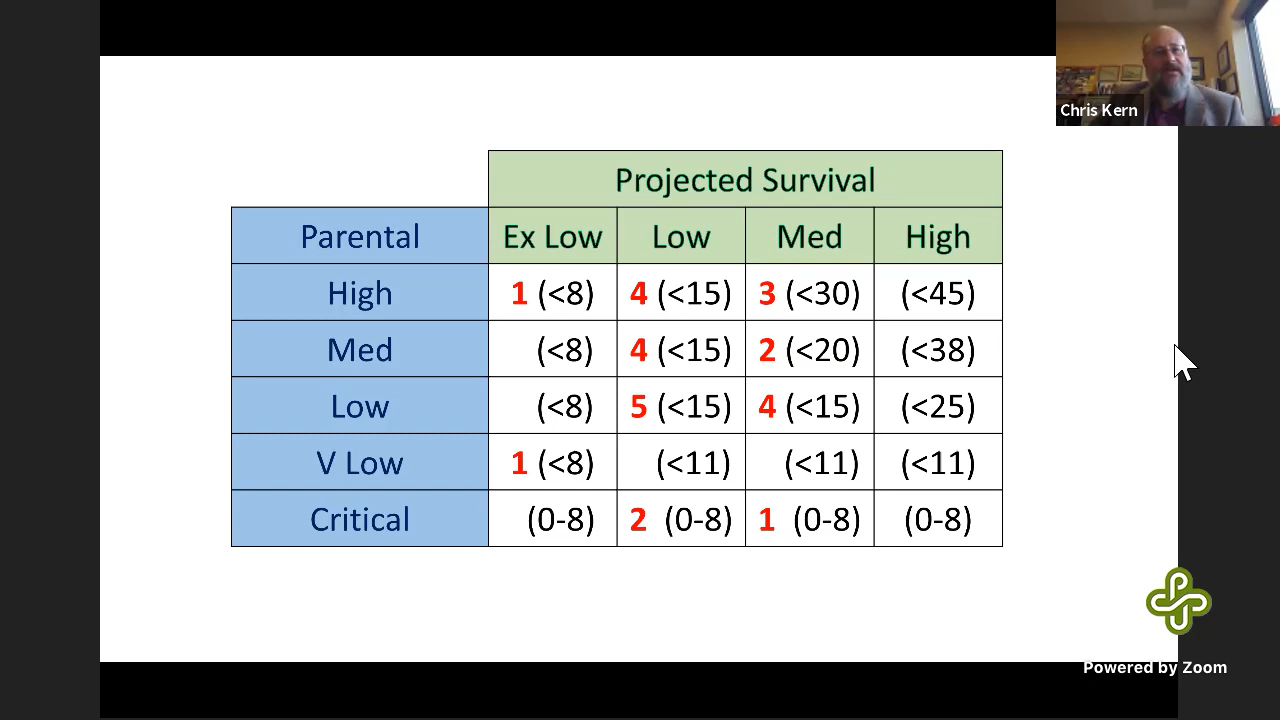 Chris Kern
Projected Survival
Parental Ex Low Low Med High
High 1 (<8) 4 (<15) 3 (<30) (<45)
Med (<8) 4 (<15) 2 (<20) (<38)
Low (<8) 5 (<15) 4 (<15) (<25)
V Low 1 (<8) (<11) (<11) (<11)
Critical (0-8) 2 (0-8) 1 (0-8) (0-8)
Powered by Zoom